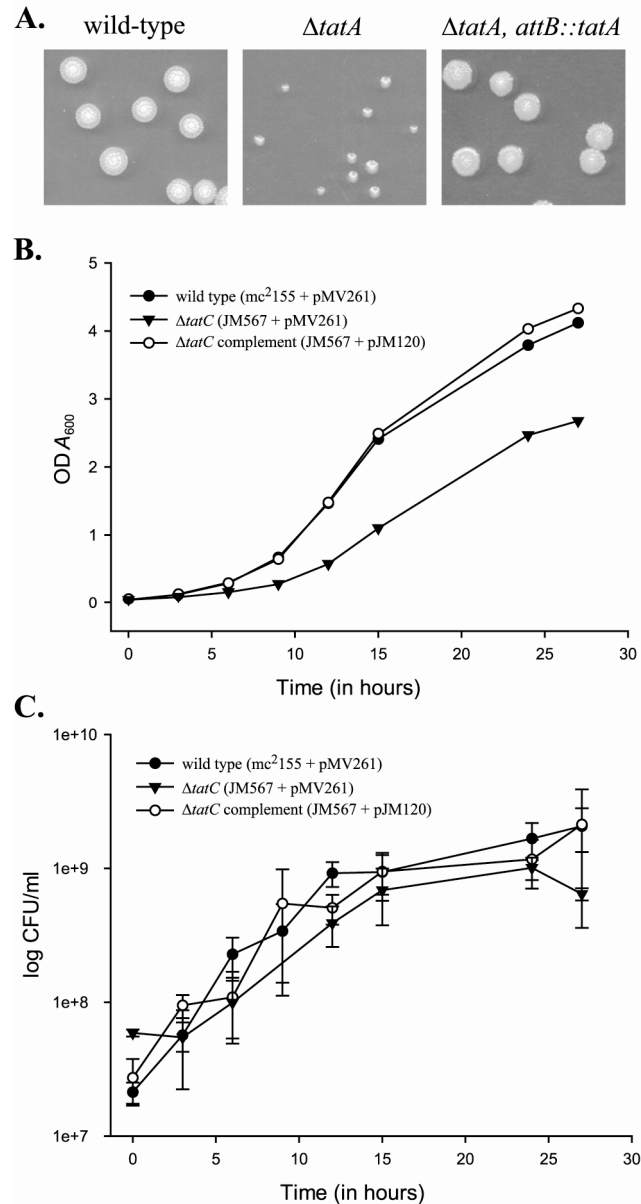 A.
wild-type
ΔtatA
ΔtatA, attB::tatA
B.
5
4
3
2
1
0
OD A600
wild type (mc²155 + pMV261)
ΔtatC (JM567 + pMV261)
ΔtatC complement (JM567 + pJM120)
0 5 10 15 20 25 30
Time (in hours)
C.
1e+10
1e+9
1e+8
1e+7
log CFU/ml
wild type (mc²155 + pMV261)
ΔtatC (JM567 + pMV261)
ΔtatC complement (JM567 + pJM120)
0 5 10 15 20 25 30
Time (in hours)